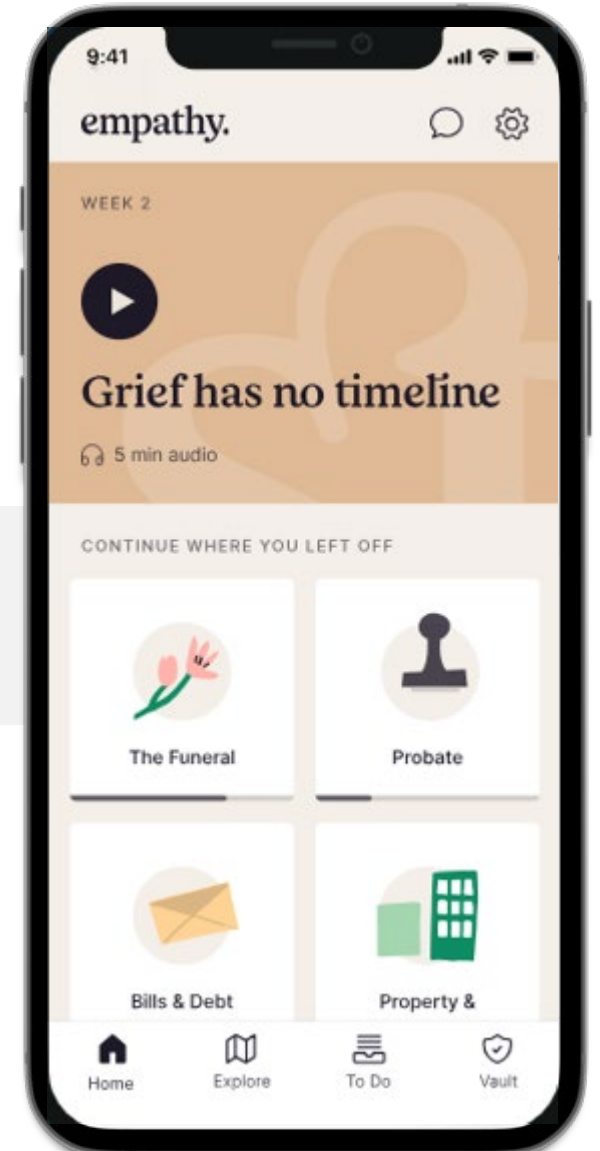 9:41
empathy.
WEEK 2
Grief has no timeline
5 min audio
CONTINUE WHERE YOU LEFT OFF
The Funeral
Probate
Bills & Debt
Property &
Home
Explore
To Do
Vault